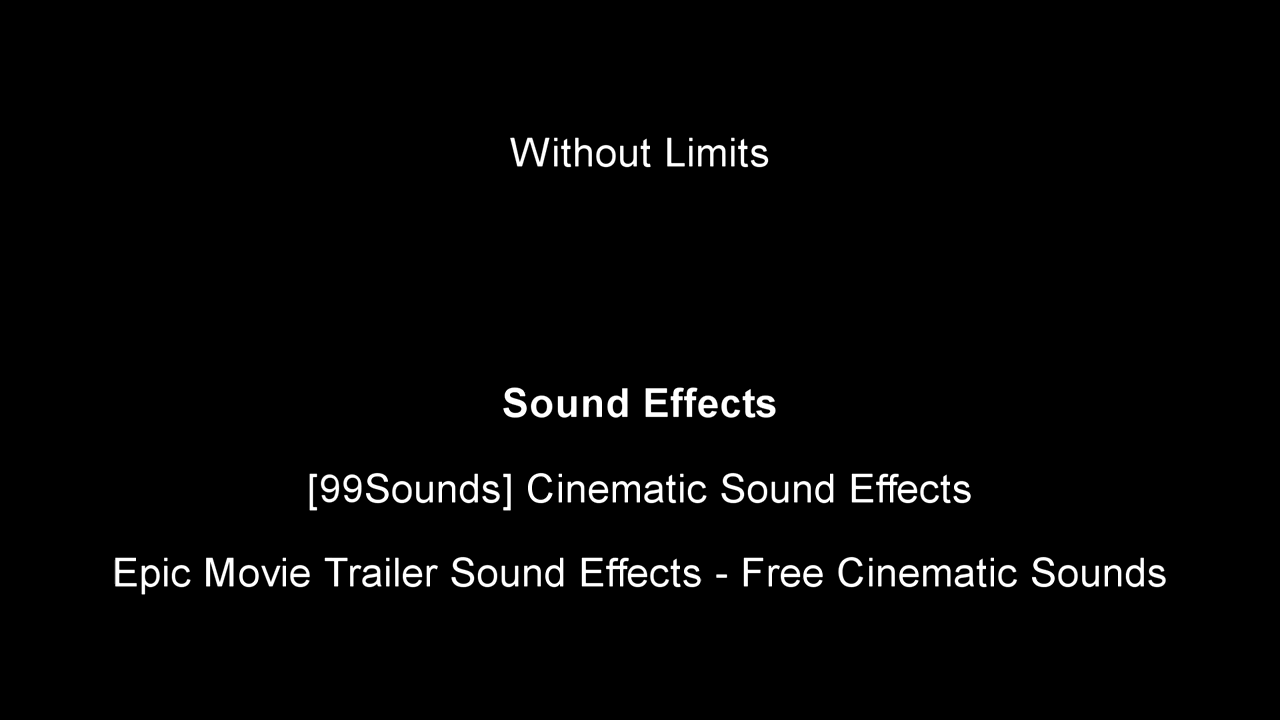 Without Limits
Sound Effects
[99Sounds] Cinematic Sound Effects
Epic Movie Trailer Sound Effects - Free Cinematic Sounds